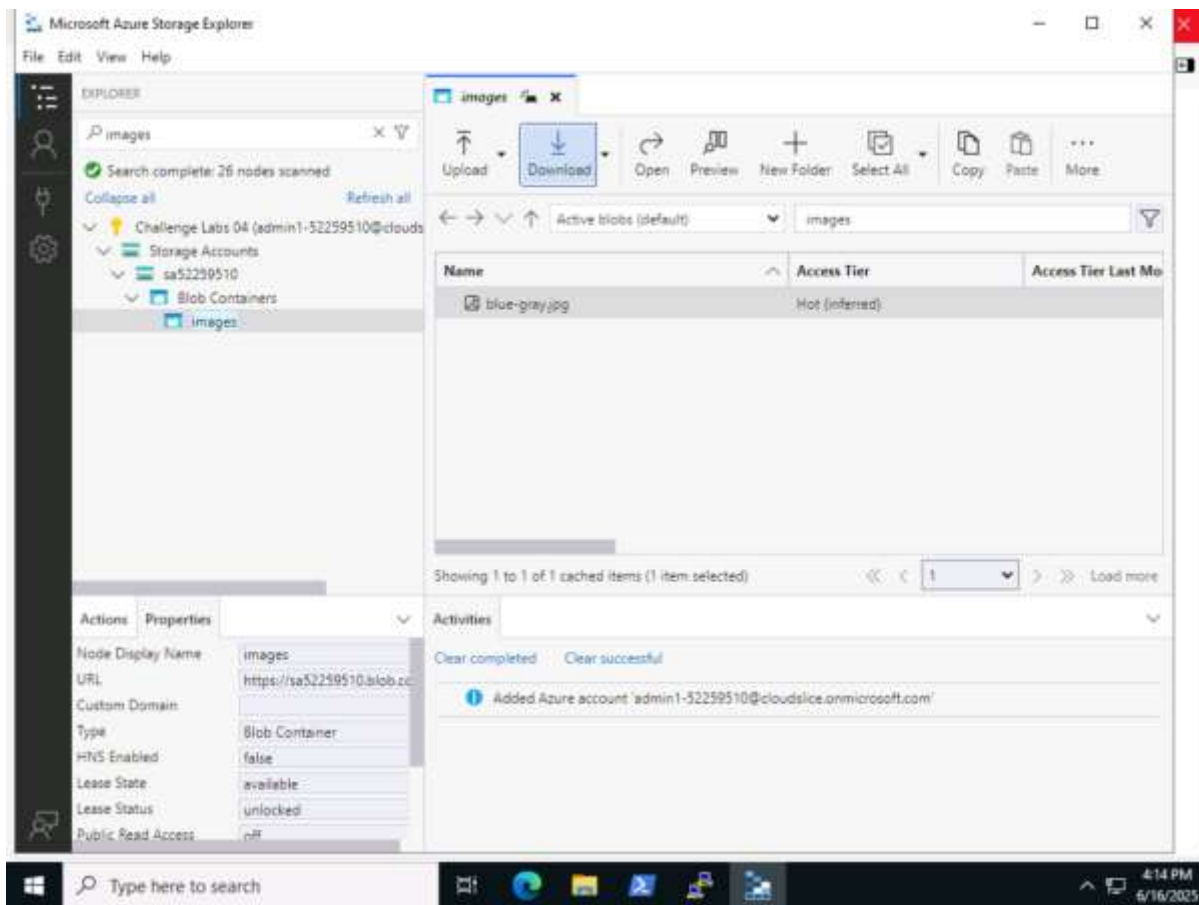 Microsoft Azure Storage Explorer
File Edit View Help
EXPLORER
images
Search complete: 26 nodes scanned
Collapse all Refresh all
Challenge Labs 04 (admin1-52259510@clouds
Storage Accounts
sa52259510
Blob Containers
images
images
Upload Download Open Preview New Folder Select All Copy Paste More
Active blobs (default) images
Name Access Tier Access Tier Last Mo
blue-gray.jpg Hot (inferred)
Showing 1 to 1 of 1 cached items (1 item selected) 1 Load more
Actions Properties
Node Display Name images
URL https://sa52259510.blob.cc
Custom Domain
Type Blob Container
HNS Enabled false
Lease State available
Lease Status unlocked
Public Read Access off
Activities
Clear completed Clear successful
Added Azure account 'admin1-52259510@cloudslice.onmicrosoft.com'
Type here to search
4:14 PM
6/16/2025